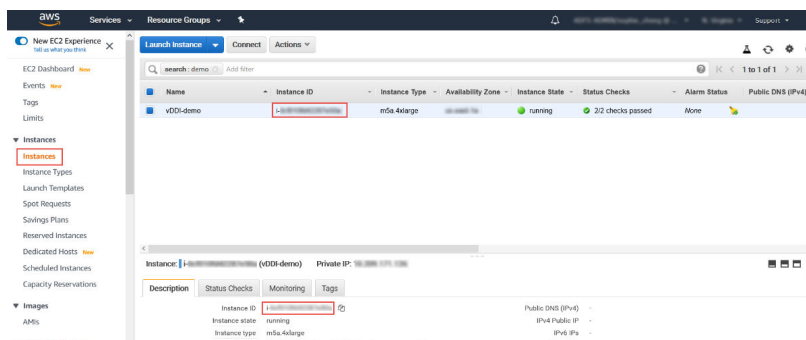 aws Services Resource Groups Support
New EC2 Experience
Tell us what you think
EC2 Dashboard New
Events New
Tags
Limits
Instances
Instances
Instance Types
Launch Templates
Spot Requests
Savings Plans
Reserved Instances
Dedicated Hosts New
Scheduled Instances
Capacity Reservations
Images
AMIs
Launch Instance Connect Actions
search : demo Add filter 1 to 1 of 1
Name Instance ID Instance Type Availability Zone Instance State Status Checks Alarm Status Public DNS (IPv4)
vDDI-demo i- m5a.4xlarge running 2/2 checks passed None
Instance: i- (vDDI-demo) Private IP:
Description Status Checks Monitoring Tags
Instance ID i- Public DNS (IPv4) -
Instance state running IPv4 Public IP -
Instance type m5a.4xlarge IPv6 IPs -